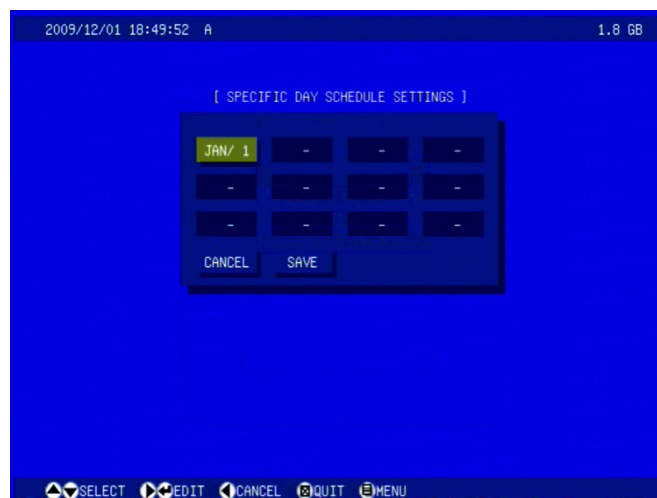 2009/12/01 18:49:52 A 1.8 GB
[ SPECIFIC DAY SCHEDULE SETTINGS ]
JAN/ 1 - - -
- - - -
- - - -
CANCEL SAVE
SELECT EDIT CANCEL QUIT MENU